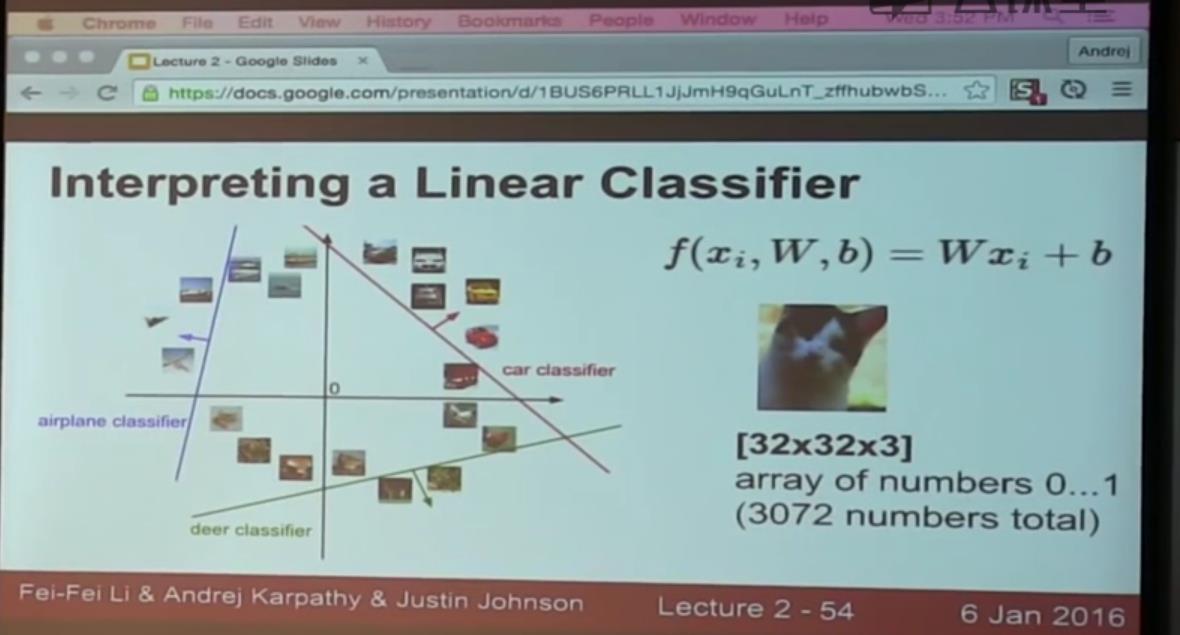 Chrome File Edit View History Bookmarks People Window Help
Wed 3:52 PM
Lecture 2 - Google Slides
Andrej
https://docs.google.com/presentation/d/1BUS6PRLL1JjJmH9qGuLnT_zffhubwbS...
Interpreting a Linear Classifier
f(xᵢ, W, b) = Wxᵢ + b
car classifier
0
airplane classifier
deer classifier
[32x32x3]
array of numbers 0...1
(3072 numbers total)
Fei-Fei Li & Andrej Karpathy & Justin Johnson
Lecture 2 - 54
6 Jan 2016